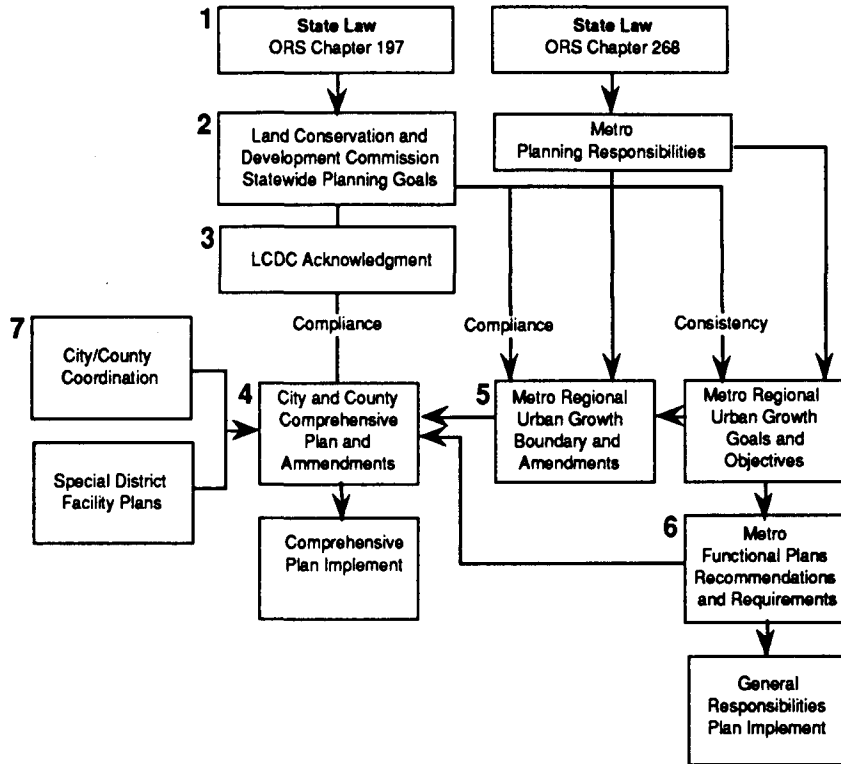 1
State Law
ORS Chapter 197
State Law
ORS Chapter 268
2
Land Conservation and
Development Commission
Statewide Planning Goals
Metro
Planning Responsibilities
3
LCDC Acknowledgment
Compliance
Compliance
Consistency
7
City/County
Coordination
Special District
Facility Plans
4
City and County
Comprehensive
Plan and
Ammendments
5
Metro Regional
Urban Growth
Boundary and
Amendments
Metro Regional
Urban Growth
Goals and
Objectives
Comprehensive
Plan Implement
6
Metro
Functional Plans
Recommendations
and Requirements
General
Responsibilities
Plan Implement